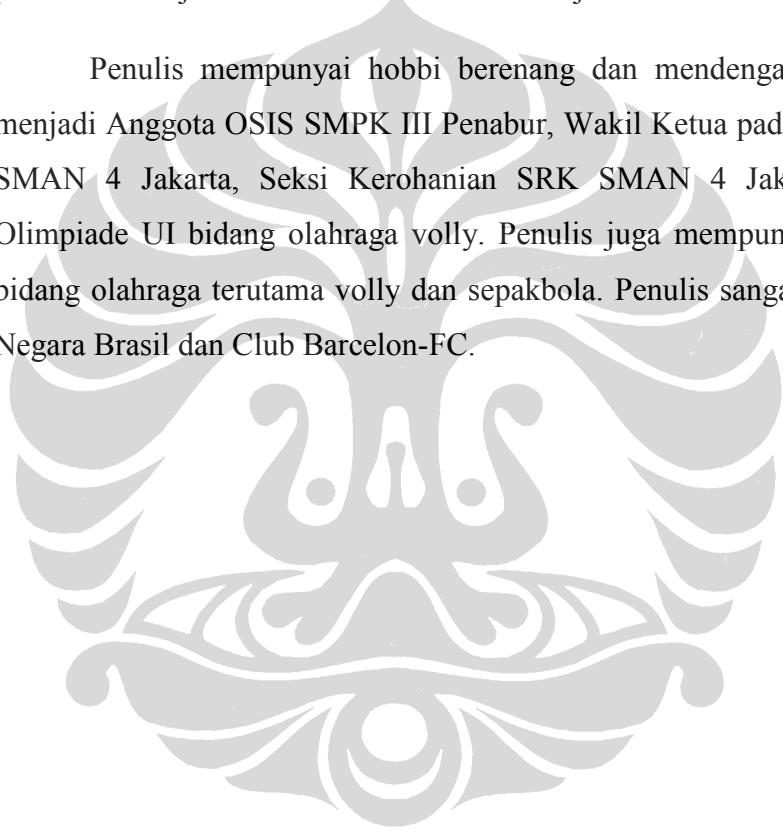 Penulis mempunyai hobbi berenang dan mendenga
menjadi Anggota OSIS SMPK III Penabur, Wakil Ketua pad
SMAN 4 Jakarta, Seksi Kerohanian SRK SMAN 4 Jak
Olimpiade UI bidang olahraga volly. Penulis juga mempun
bidang olahraga terutama volly dan sepakbola. Penulis sanga
Negara Brasil dan Club Barcelon-FC.